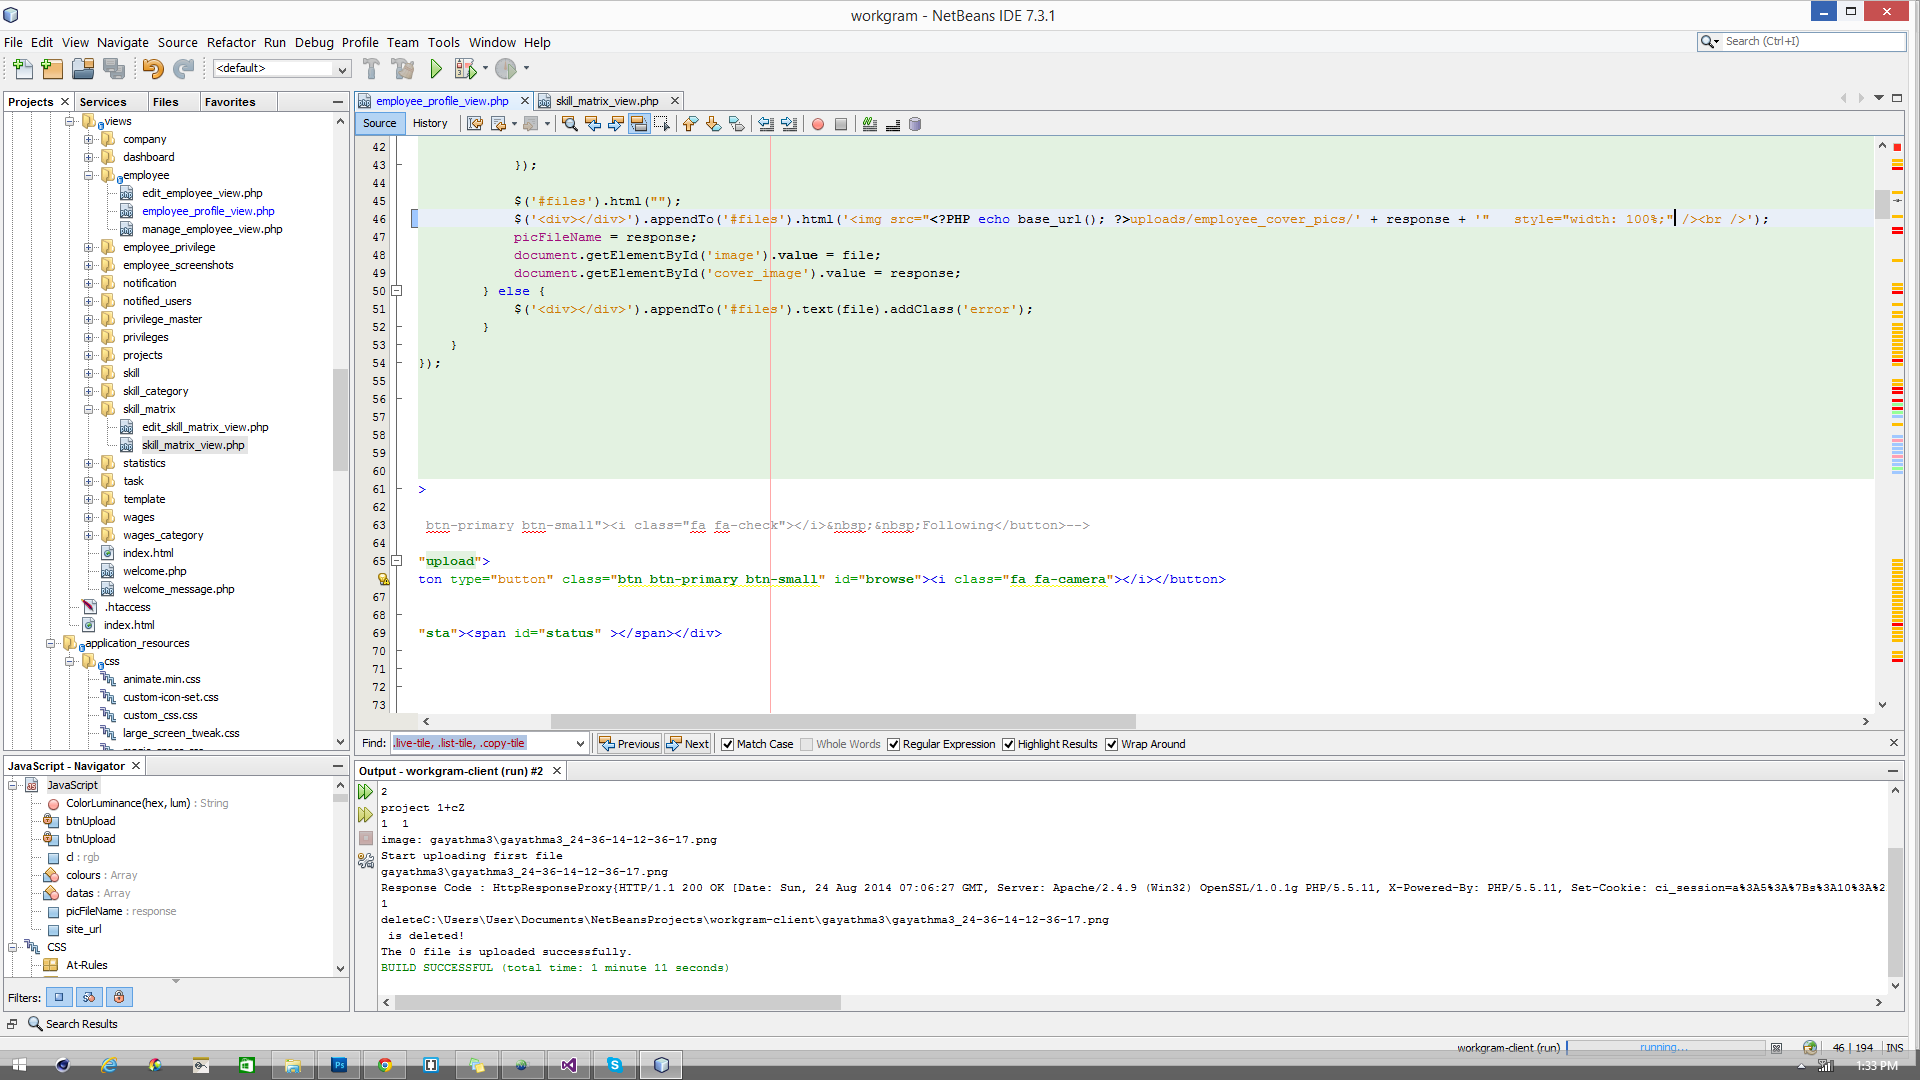 workgram - NetBeans IDE 7.3.1
File Edit View Navigate Source Refactor Run Debug Profile Team Tools Window Help
Search (Ctrl+I)
<default>
Projects Services Files Favorites
views
company
dashboard
employee
edit_employee_view.php
employee_profile_view.php
manage_employee_view.php
employee_privilege
employee_screenshots
notification
notified_users
privilege_master
privileges
projects
skill
skill_category
skill_matrix
edit_skill_matrix_view.php
skill_matrix_view.php
statistics
task
template
wages
wages_category
index.html
welcome.php
welcome_message.php
.htaccess
index.html
application_resources
css
animate.min.css
custom-icon-set.css
custom_css.css
large_screen_tweak.css
employee_profile_view.php skill_matrix_view.php
Source History
42
43 });
44
45 $('#files').html("");
46 $('<div></div>').appendTo('#files').html('<img src="<?PHP echo base_url(); ?>uploads/employee_cover_pics/' + response + '" style="width: 100%;" /><br />');
47 picFileName = response;
48 document.getElementById('image').value = file;
49 document.getElementById('cover_image').value = response;
50 } else {
51 $('<div></div>').appendTo('#files').text(file).addClass('error');
52 }
53 }
54 });
55
56
57
58
59
60
61 >
62
63 btn-primary btn-small"><i class="fa fa-check"></i>&nbsp;&nbsp;Following</button>-->
64
65 "upload">
ton type="button" class="btn btn-primary btn-small" id="browse"><i class="fa fa-camera"></i></button>
67
68
69 "sta"><span id="status" ></span></div>
70
71
72
73
Find: .live-tile, .list-tile, .copy-tile Previous Next Match Case Whole Words Regular Expression Highlight Results Wrap Around
JavaScript - Navigator
JavaScript
ColorLuminance(hex, lum) : String
btnUpload
btnUpload
cl : rgb
colours : Array
datas : Array
picFileName : response
site_url
CSS
At-Rules
Filters:
Output - workgram-client (run) #2
2
project 1+cZ
1 1
image: gayathma3\gayathma3_24-36-14-12-36-17.png
Start uploading first file
gayathma3\gayathma3_24-36-14-12-36-17.png
Response Code : HttpResponseProxy{HTTP/1.1 200 OK [Date: Sun, 24 Aug 2014 07:06:27 GMT, Server: Apache/2.4.9 (Win32) OpenSSL/1.0.1g PHP/5.5.11, X-Powered-By: PHP/5.5.11, Set-Cookie: ci_session=a%3A5%3A%7Bs%3A10%3A%2
1
deleteC:\Users\User\Documents\NetBeansProjects\workgram-client\gayathma3\gayathma3_24-36-14-12-36-17.png
is deleted!
The 0 file is uploaded successfully.
BUILD SUCCESSFUL (total time: 1 minute 11 seconds)
Search Results
workgram-client (run) running... 46 | 194 INS
1:33 PM